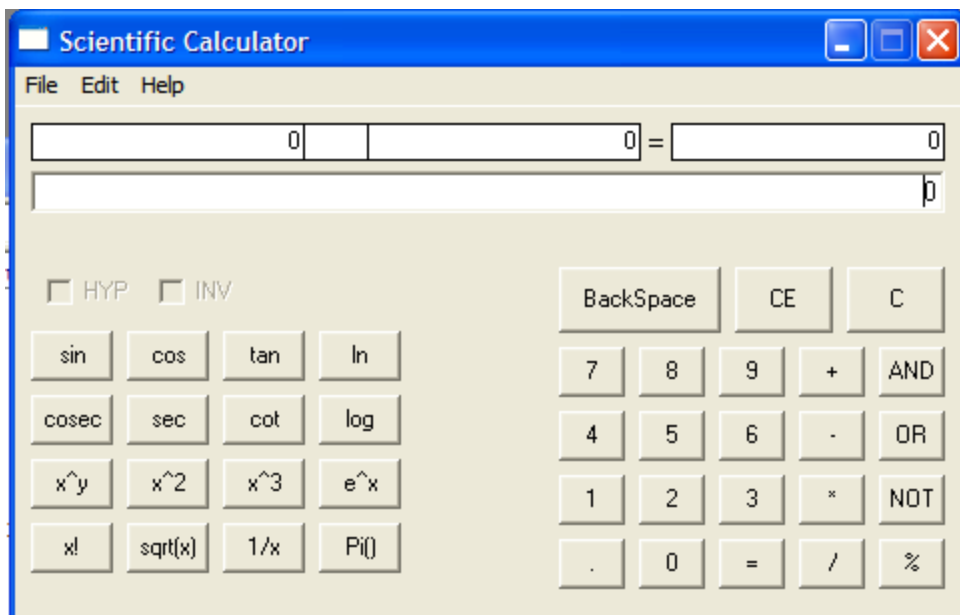 Scientific Calculator
File Edit Help
0 0 = 0
0
HYP INV
BackSpace CE C
sin cos tan ln
7 8 9 + AND
cosec sec cot log
4 5 6 - OR
x^y x^2 x^3 e^x
1 2 3 * NOT
x! sqrt(x) 1/x Pi()
. 0 = / %